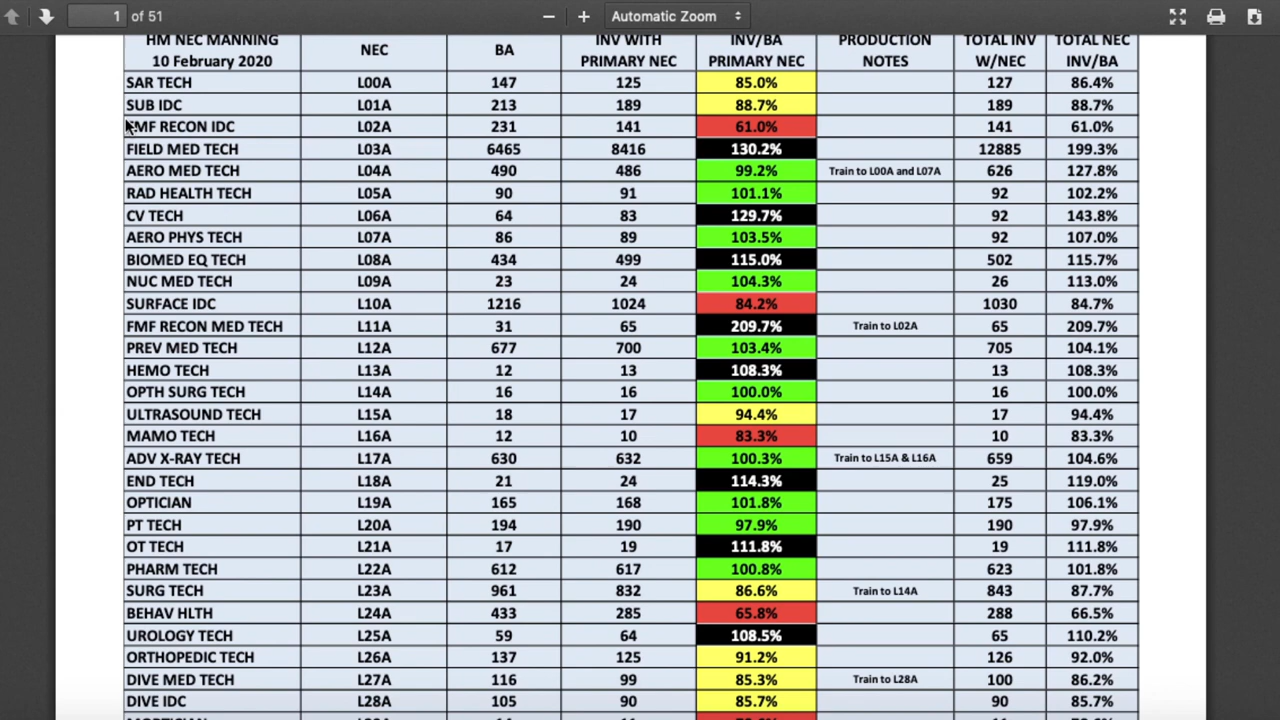 1 of 51 Automatic Zoom
HM NEC MANNING 10 February 2020 NEC BA INV WITH PRIMARY NEC INV/BA PRIMARY NEC PRODUCTION NOTES TOTAL INV W/NEC TOTAL NEC INV/BA
SAR TECH L00A 147 125 85.0% 127 86.4%
SUB IDC L01A 213 189 88.7% 189 88.7%
FMF RECON IDC L02A 231 141 61.0% 141 61.0%
FIELD MED TECH L03A 6465 8416 130.2% 12885 199.3%
AERO MED TECH L04A 490 486 99.2% Train to L00A and L07A 626 127.8%
RAD HEALTH TECH L05A 90 91 101.1% 92 102.2%
CV TECH L06A 64 83 129.7% 92 143.8%
AERO PHYS TECH L07A 86 89 103.5% 92 107.0%
BIOMED EQ TECH L08A 434 499 115.0% 502 115.7%
NUC MED TECH L09A 23 24 104.3% 26 113.0%
SURFACE IDC L10A 1216 1024 84.2% 1030 84.7%
FMF RECON MED TECH L11A 31 65 209.7% Train to L02A 65 209.7%
PREV MED TECH L12A 677 700 103.4% 705 104.1%
HEMO TECH L13A 12 13 108.3% 13 108.3%
OPTH SURG TECH L14A 16 16 100.0% 16 100.0%
ULTRASOUND TECH L15A 18 17 94.4% 17 94.4%
MAMO TECH L16A 12 10 83.3% 10 83.3%
ADV X-RAY TECH L17A 630 632 100.3% Train to L15A & L16A 659 104.6%
END TECH L18A 21 24 114.3% 25 119.0%
OPTICIAN L19A 165 168 101.8% 175 106.1%
PT TECH L20A 194 190 97.9% 190 97.9%
OT TECH L21A 17 19 111.8% 19 111.8%
PHARM TECH L22A 612 617 100.8% 623 101.8%
SURG TECH L23A 961 832 86.6% Train to L14A 843 87.7%
BEHAV HLTH L24A 433 285 65.8% 288 66.5%
UROLOGY TECH L25A 59 64 108.5% 65 110.2%
ORTHOPEDIC TECH L26A 137 125 91.2% 126 92.0%
DIVE MED TECH L27A 116 99 85.3% Train to L28A 100 86.2%
DIVE IDC L28A 105 90 85.7% 90 85.7%